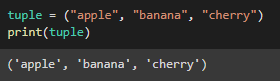 tuple = ("apple", "banana", "cherry")
print(tuple)
('apple', 'banana', 'cherry')